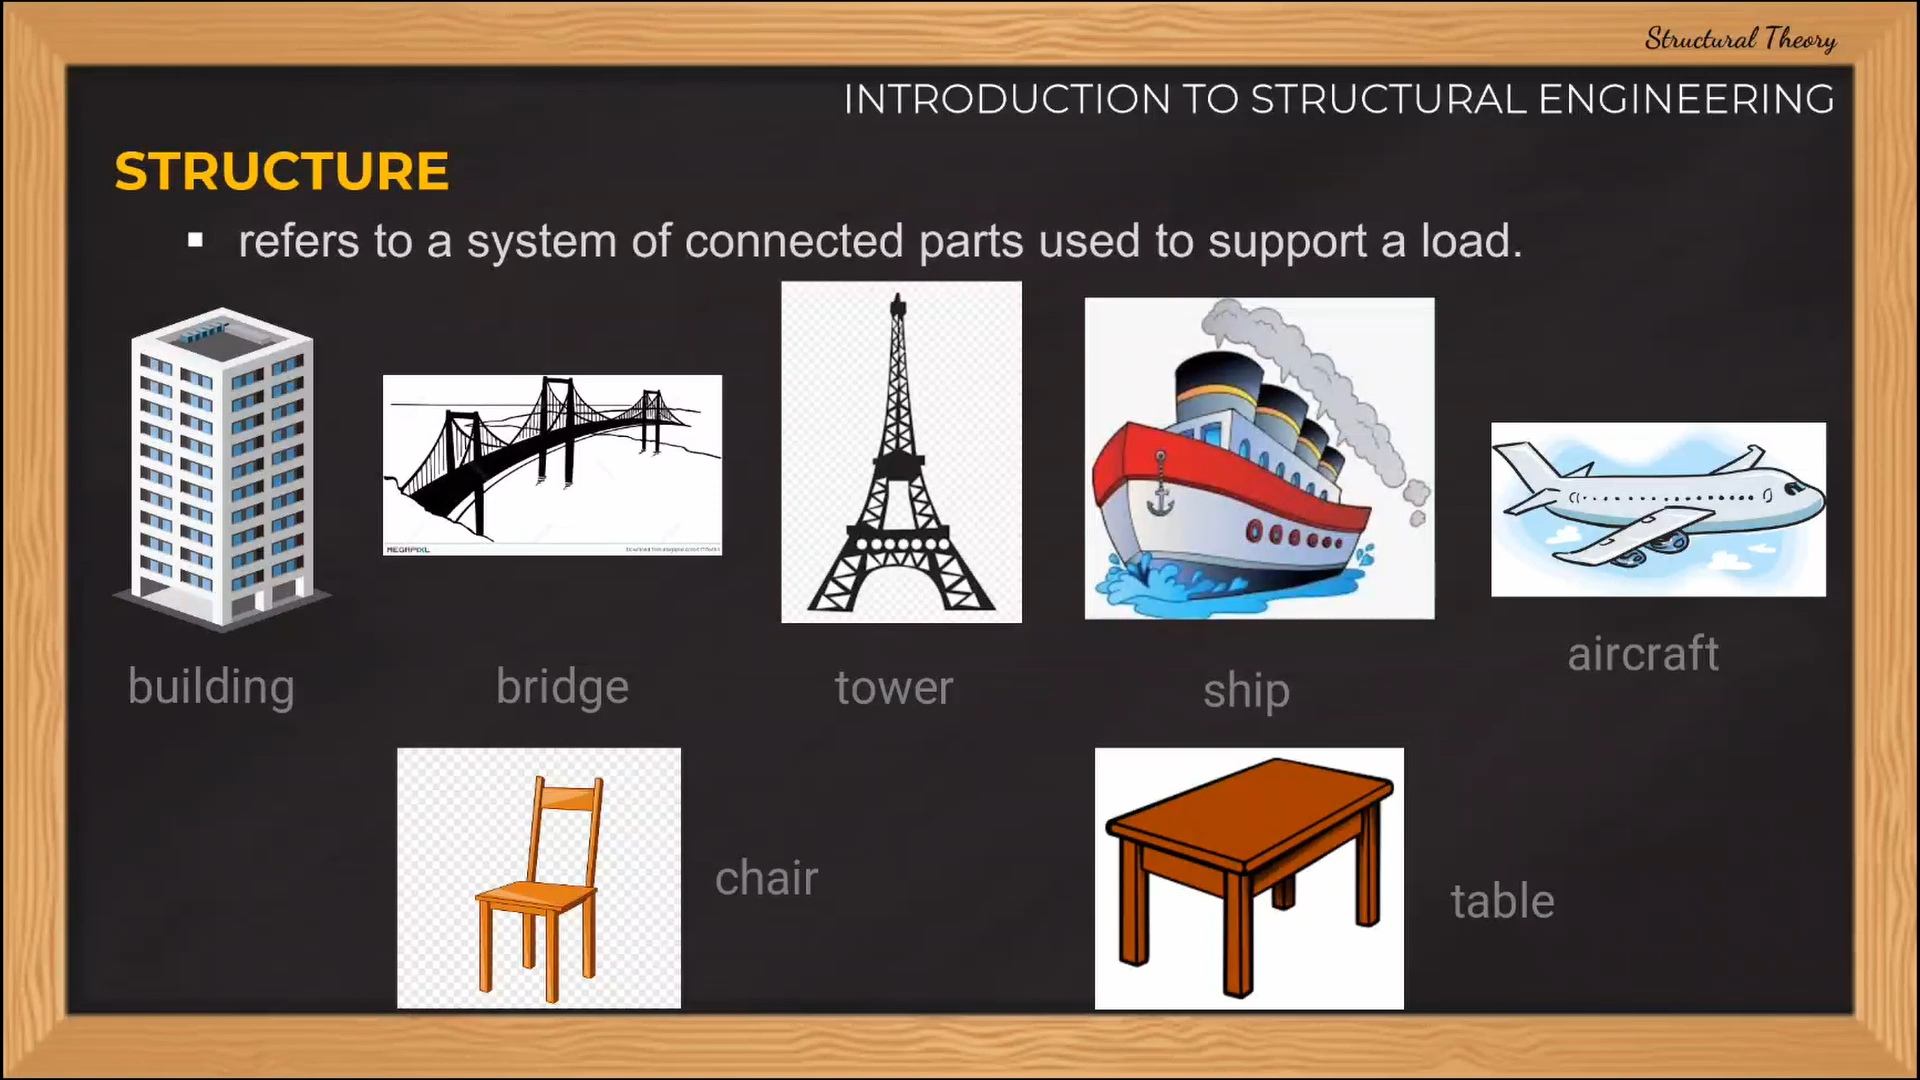 Structural Theory
INTRODUCTION TO STRUCTURAL ENGINEERING
STRUCTURE
▪ refers to a system of connected parts used to support a load.
MEGAPIXL
building
bridge
tower
ship
aircraft
chair
table